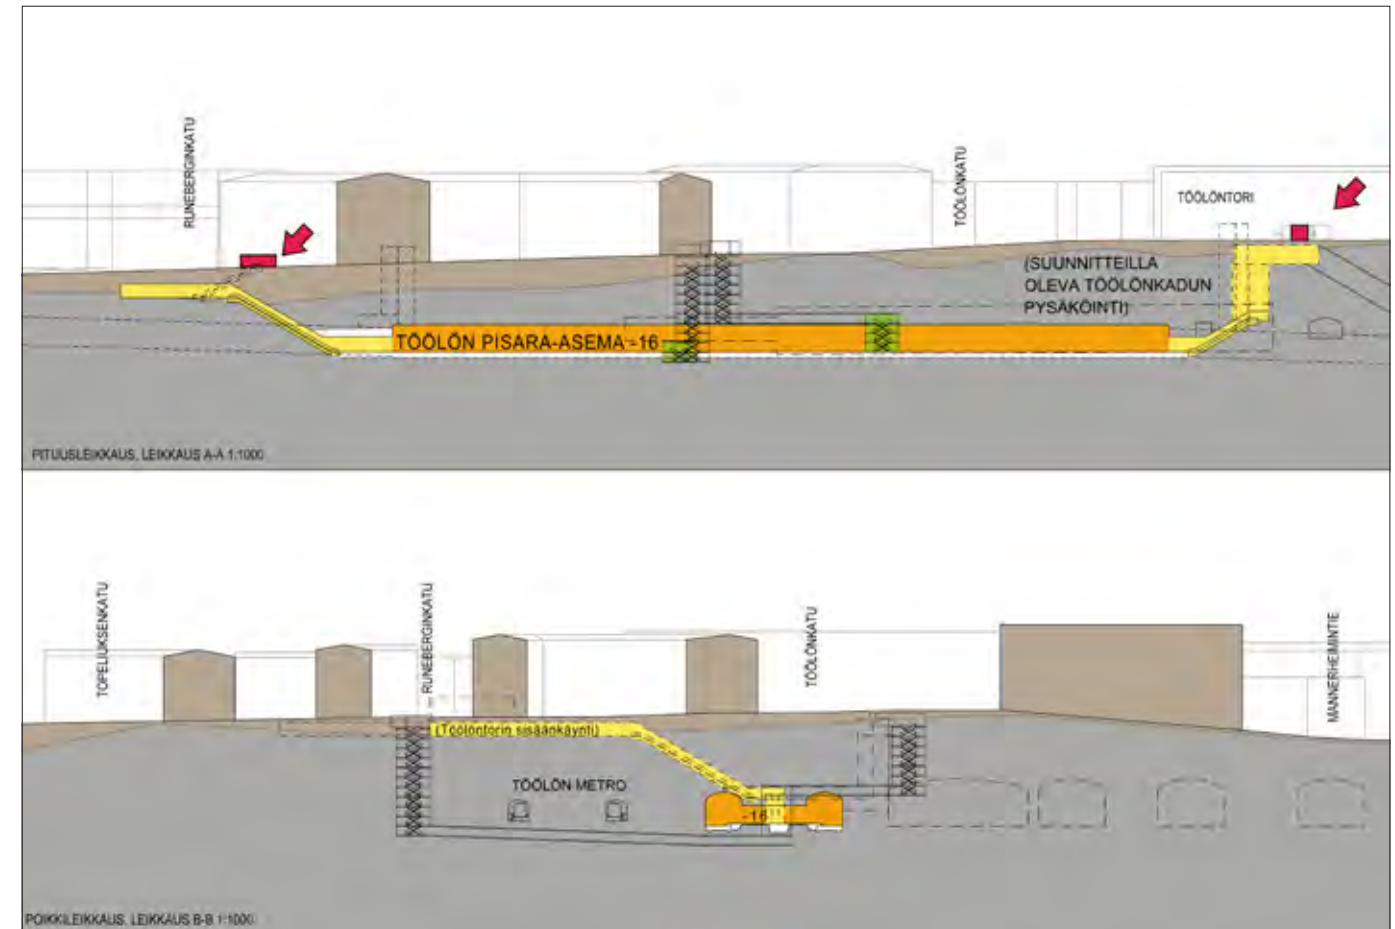 RUNEBERGINKATU
TÖÖLÖNKATU
TÖÖLÖNTORI
(SUUNNITTEILLA
OLEVA TÖÖLÖNKADUN
PYSÄKÖINTI)
TÖÖLÖN PISARA-ASEMA -16
PITUUSLEIKKAUS, LEIKKAUS A-A 1:1000
TOPELIUKSENKATU
RUNEBERGINKATU
TÖÖLÖNKATU
MANNERHEIMINTIE
(Töölöntorin sisäänkäynti)
TÖÖLÖN METRO
-16
POIKKILEIKKAUS, LEIKKAUS B-B 1:1000